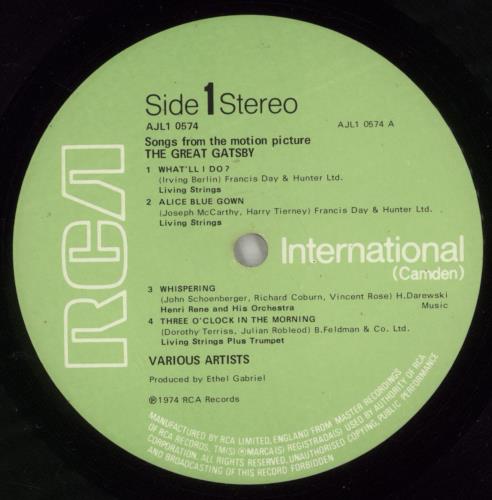 Side 1 Stereo
AJL1 0574
AJL1 0574 A
Songs from the motion picture
THE GREAT GATSBY
1 WHAT'LL I DO?
(Irving Berlin) Francis Day & Hunter Ltd.
Living Strings
2 ALICE BLUE GOWN
(Joseph McCarthy, Harry Tierney) Francis Day & Hunter Ltd.
Living Strings
RCA
International
(Camden)
3 WHISPERING
(John Schoenberger, Richard Coburn, Vincent Rose) H.Darewski
Henri Rene and His Orchestra Music
4 THREE O'CLOCK IN THE MORNING
(Dorothy Terriss, Julian Robleod) B.Feldman & Co. Ltd.
Living Strings Plus Trumpet
VARIOUS ARTISTS
Produced by Ethel Gabriel
℗1974 RCA Records
MANUFACTURED BY RCA LIMITED, ENGLAND FROM MASTER RECORDINGS
OF RCA RECORDS, TM(S) ® MARCA(S) REGISTRADA(S) USED BY AUTHORITY OF RCA
CORPORATION. ALL RIGHTS RESERVED. UNAUTHORISED COPYING, PUBLIC PERFORMANCE
AND BROADCASTING OF THIS RECORD FORBIDDEN